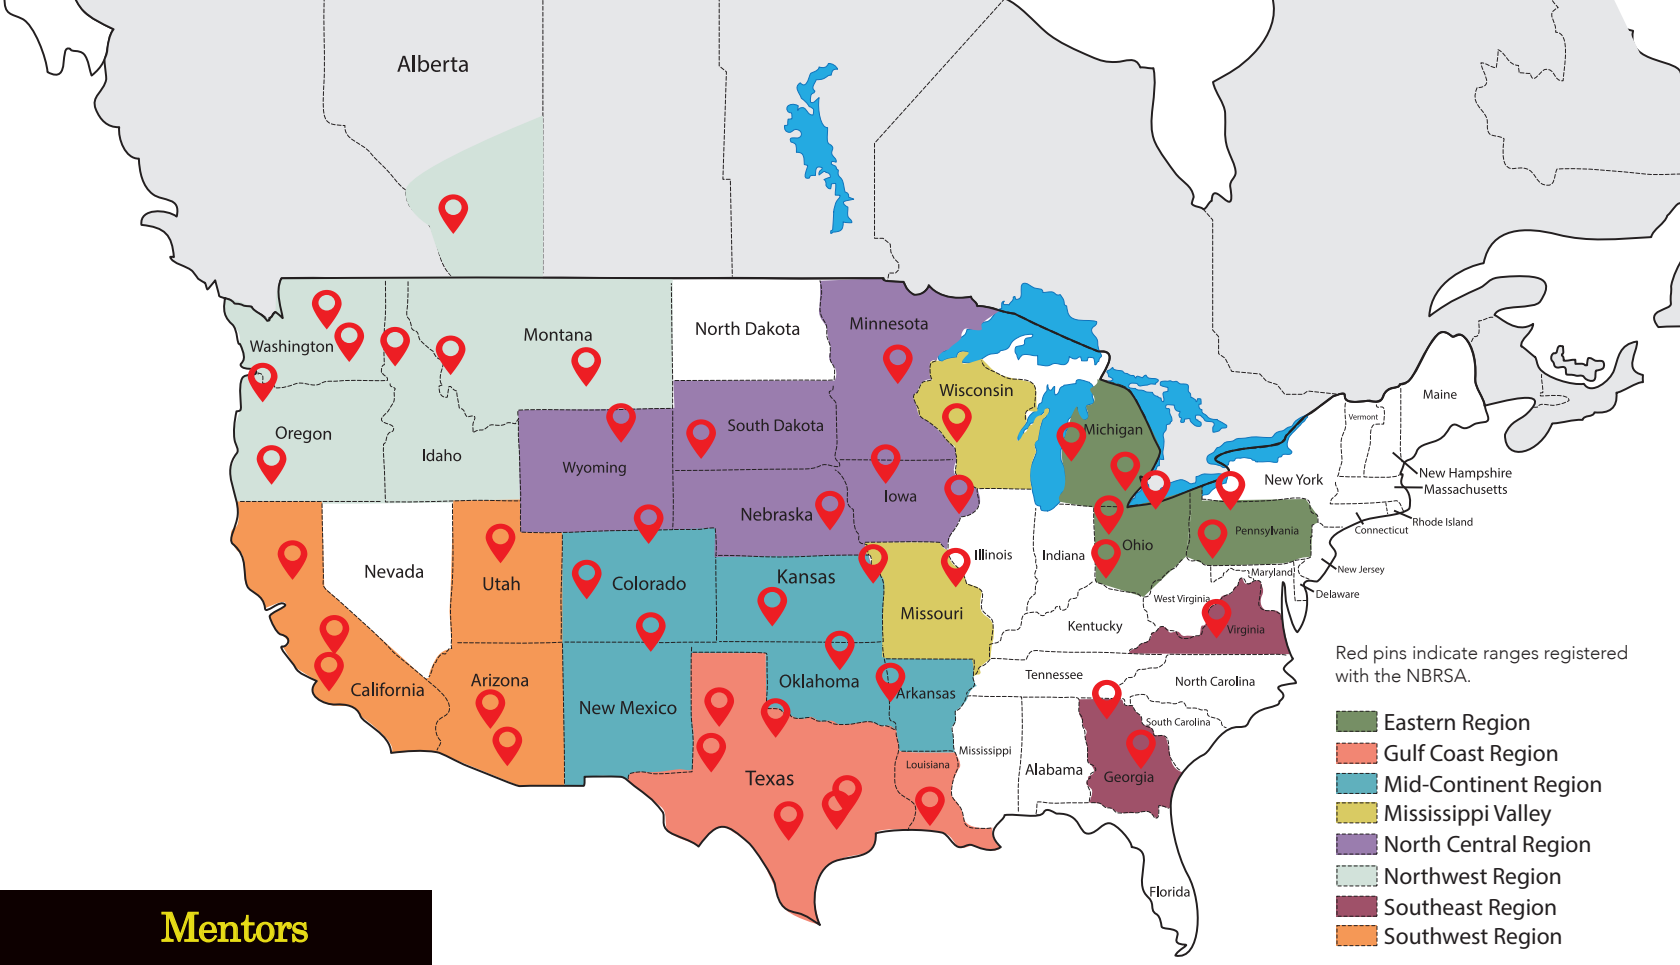 Alberta
Montana
North Dakota
Minnesota
Washington
Wisconsin
Maine
Vermont
South Dakota
Michigan
Oregon
Idaho
Wyoming
New Hampshire
Massachusetts
New York
Iowa
Nebraska
Rhode Island
Connecticut
Pennsylvania
Ohio
Illinois
Indiana
Nevada
Utah
Colorado
Kansas
New Jersey
Maryland
Delaware
West Virginia
Missouri
Kentucky
Virginia
Red pins indicate ranges registered
with the NBRSA.
Tennessee
North Carolina
Arizona
California
Oklahoma
Arkansas
New Mexico
South Carolina
Mississippi
Louisiana
Alabama
Georgia
Texas
Florida
Eastern Region
Gulf Coast Region
Mid-Continent Region
Mississippi Valley
North Central Region
Northwest Region
Southeast Region
Southwest Region
Mentors